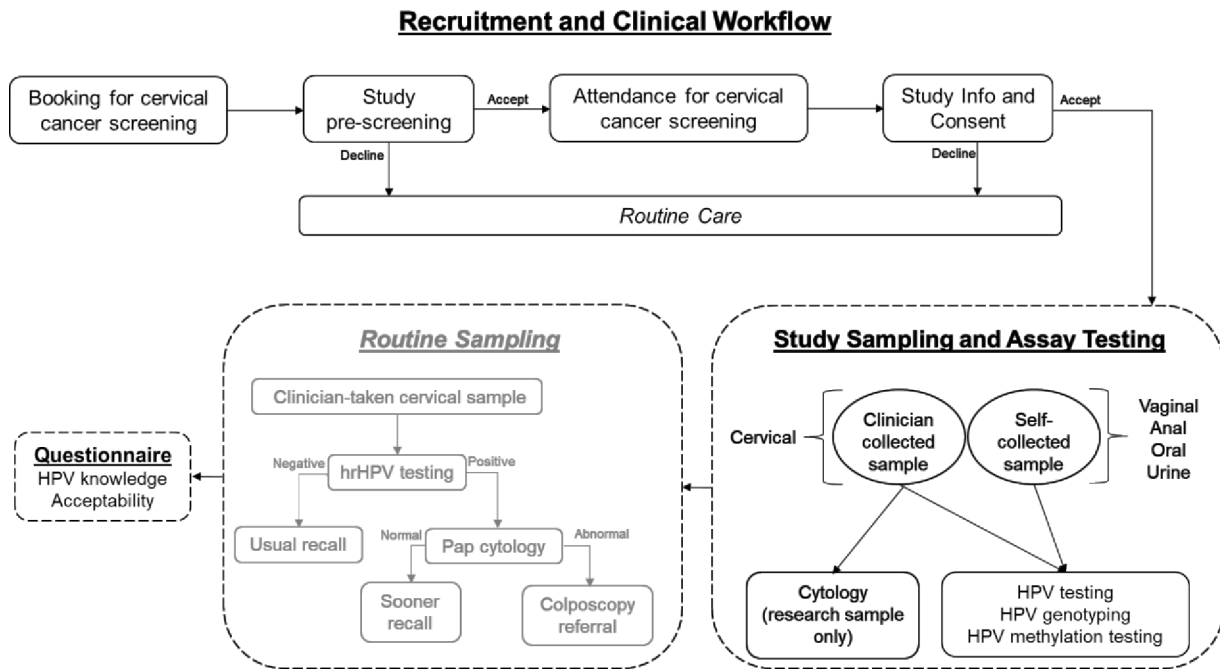 Recruitment and Clinical Workflow
Booking for cervical
cancer screening
Study
pre-screening
Accept
Attendance for cervical
cancer screening
Study Info and
Consent
Accept
Decline
Decline
Routine Care
Routine Sampling
Clinician-taken cervical sample
Negative
hrHPV testing
Positive
Usual recall
Normal
Pap cytology
Abnormal
Sooner
recall
Colposcopy
referral
Questionnaire
HPV knowledge
Acceptability
Study Sampling and Assay Testing
Cervical
Clinician
collected
sample
Self-
collected
sample
Vaginal
Anal
Oral
Urine
Cytology
(research sample
only)
HPV testing
HPV genotyping
HPV methylation testing